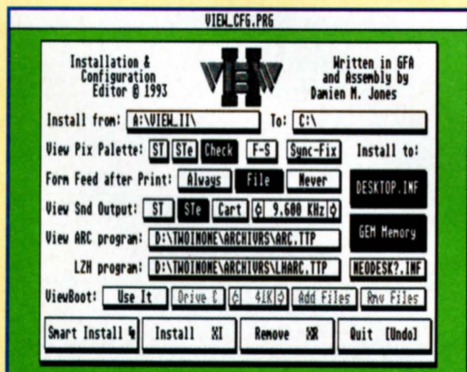 VIEW_CFG.PRG
Installation &
Configuration
Editor © 1993
VIEW II
Written in GFA
and Assembly by
Damien M. Jones
Install from: A:\VIEW_II\ To: C:\
View Pix Palette: ST STe Check F-S Sync-Fix Install to:
Form Feed after Print: Always File Never DESKTOP.INF
View Snd Output: ST STe Cart 9.600 KHz
GEM Memory
View ARC program: D:\TWOINONE\ARCHIVRS\ARC.TTP
LZH program: D:\TWOINONE\ARCHIVRS\LHARC.TTP NEODESK?.INF
ViewBoot: Use It Drive C 41K Add Files Rmv Files
Smart Install Install ⌘I Remove ⌘R Quit [Undo]